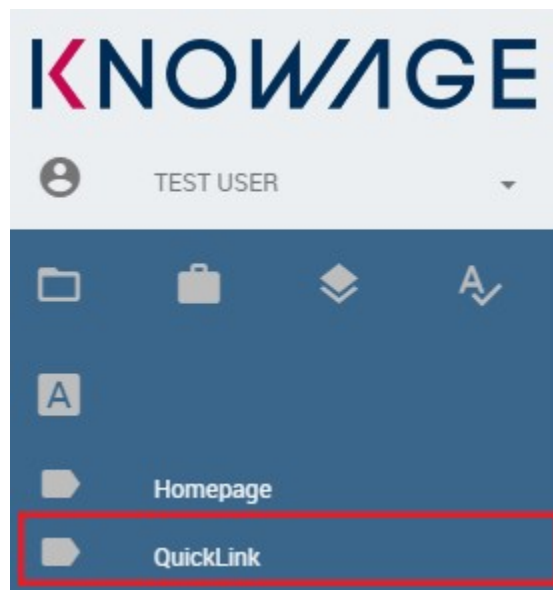 KNOWAGE
TEST USER
A
A
Homepage
QuickLink